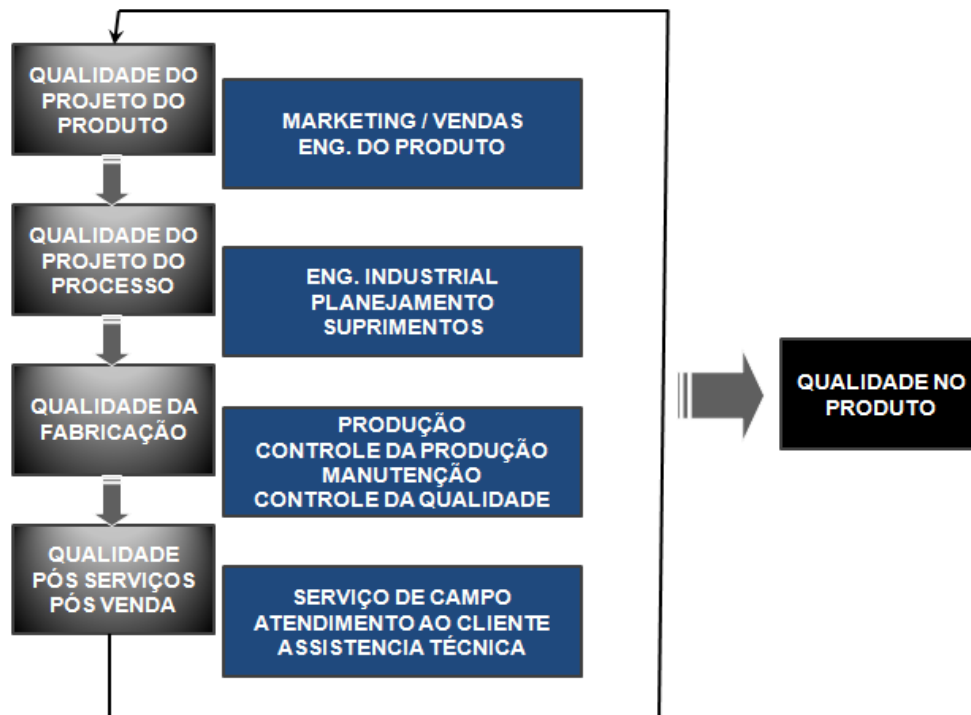 QUALIDADE DO
PROJETO DO
PRODUTO
MARKETING / VENDAS
ENG. DO PRODUTO
QUALIDADE DO
PROJETO DO
PROCESSO
ENG. INDUSTRIAL
PLANEJAMENTO
SUPRIMENTOS
QUALIDADE DA
FABRICAÇÃO
PRODUÇÃO
CONTROLE DA PRODUÇÃO
MANUTENÇÃO
CONTROLE DA QUALIDADE
QUALIDADE
PÓS SERVIÇOS
PÓS VENDA
SERVIÇO DE CAMPO
ATENDIMENTO AO CLIENTE
ASSISTENCIA TÉCNICA
QUALIDADE NO
PRODUTO